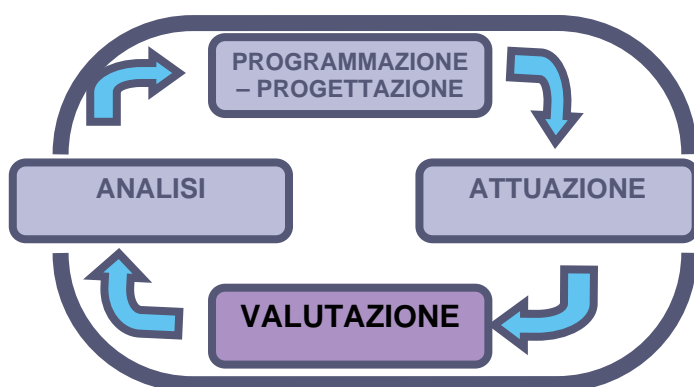 PROGRAMMAZIONE
– PROGETTAZIONE
ANALISI
ATTUAZIONE
VALUTAZIONE